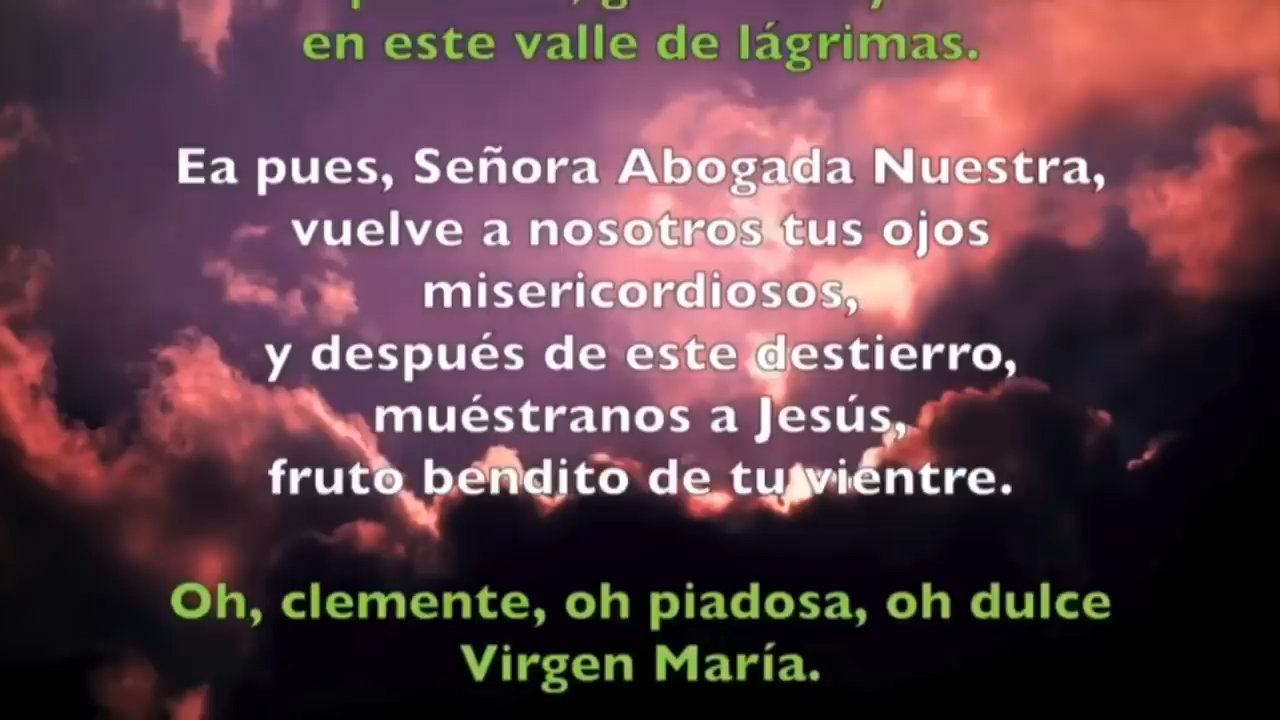 en este valle de lágrimas.
Ea pues, Señora Abogada Nuestra,
vuelve a nosotros tus ojos
misericordiosos,
y después de este destierro,
muéstranos a Jesús,
fruto bendito de tu vientre.
Oh, clemente, oh piadosa, oh dulce
Virgen María.